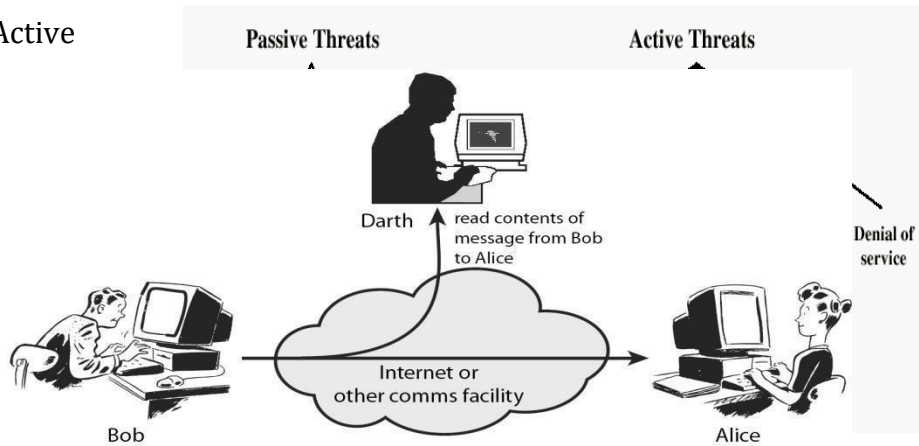 Active
Passive Threats
Active Threats
Darth
read contents of
message from Bob
to Alice
Denial of
service
Internet or
other comms facility
Bob
Alice